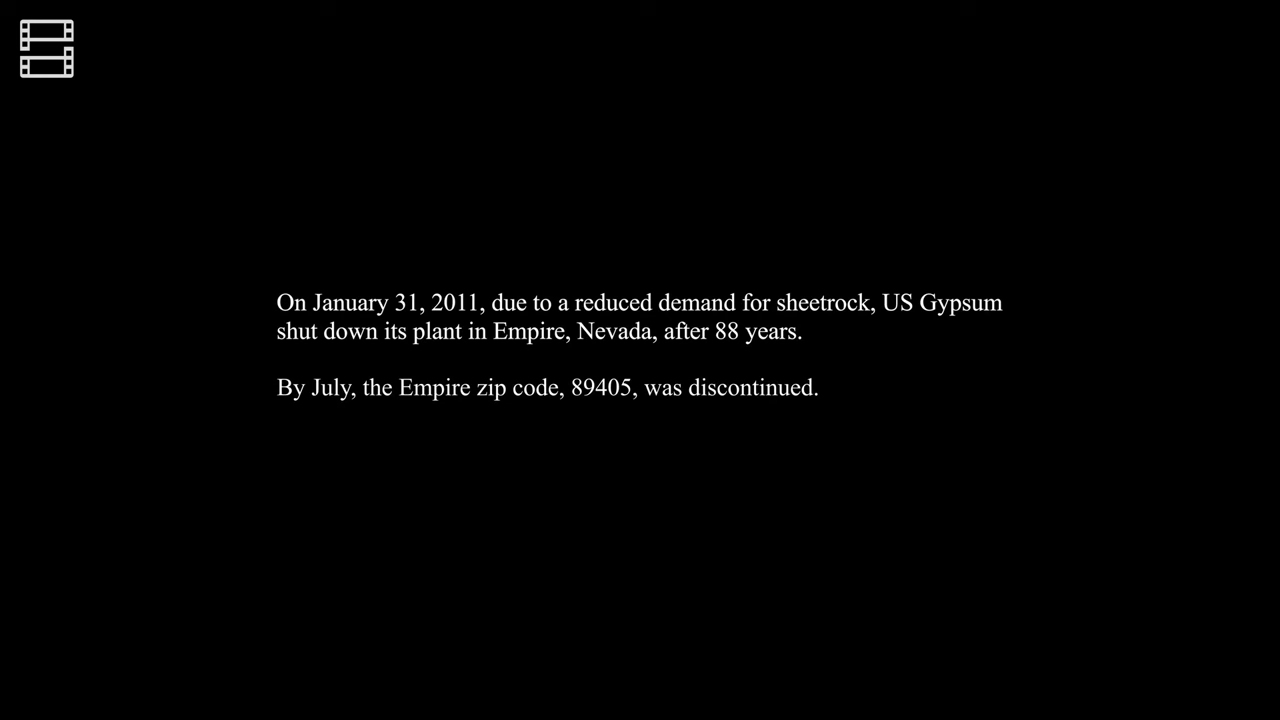 On January 31, 2011, due to a reduced demand for sheetrock, US Gypsum
shut down its plant in Empire, Nevada, after 88 years.
By July, the Empire zip code, 89405, was discontinued.